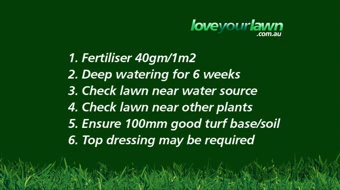 loveyourlawn
.com.au
1. Fertiliser 40gm/1m2
2. Deep watering for 6 weeks
3. Check lawn near water source
4. Check lawn near other plants
5. Ensure 100mm good turf base/soil
6. Top dressing may be required